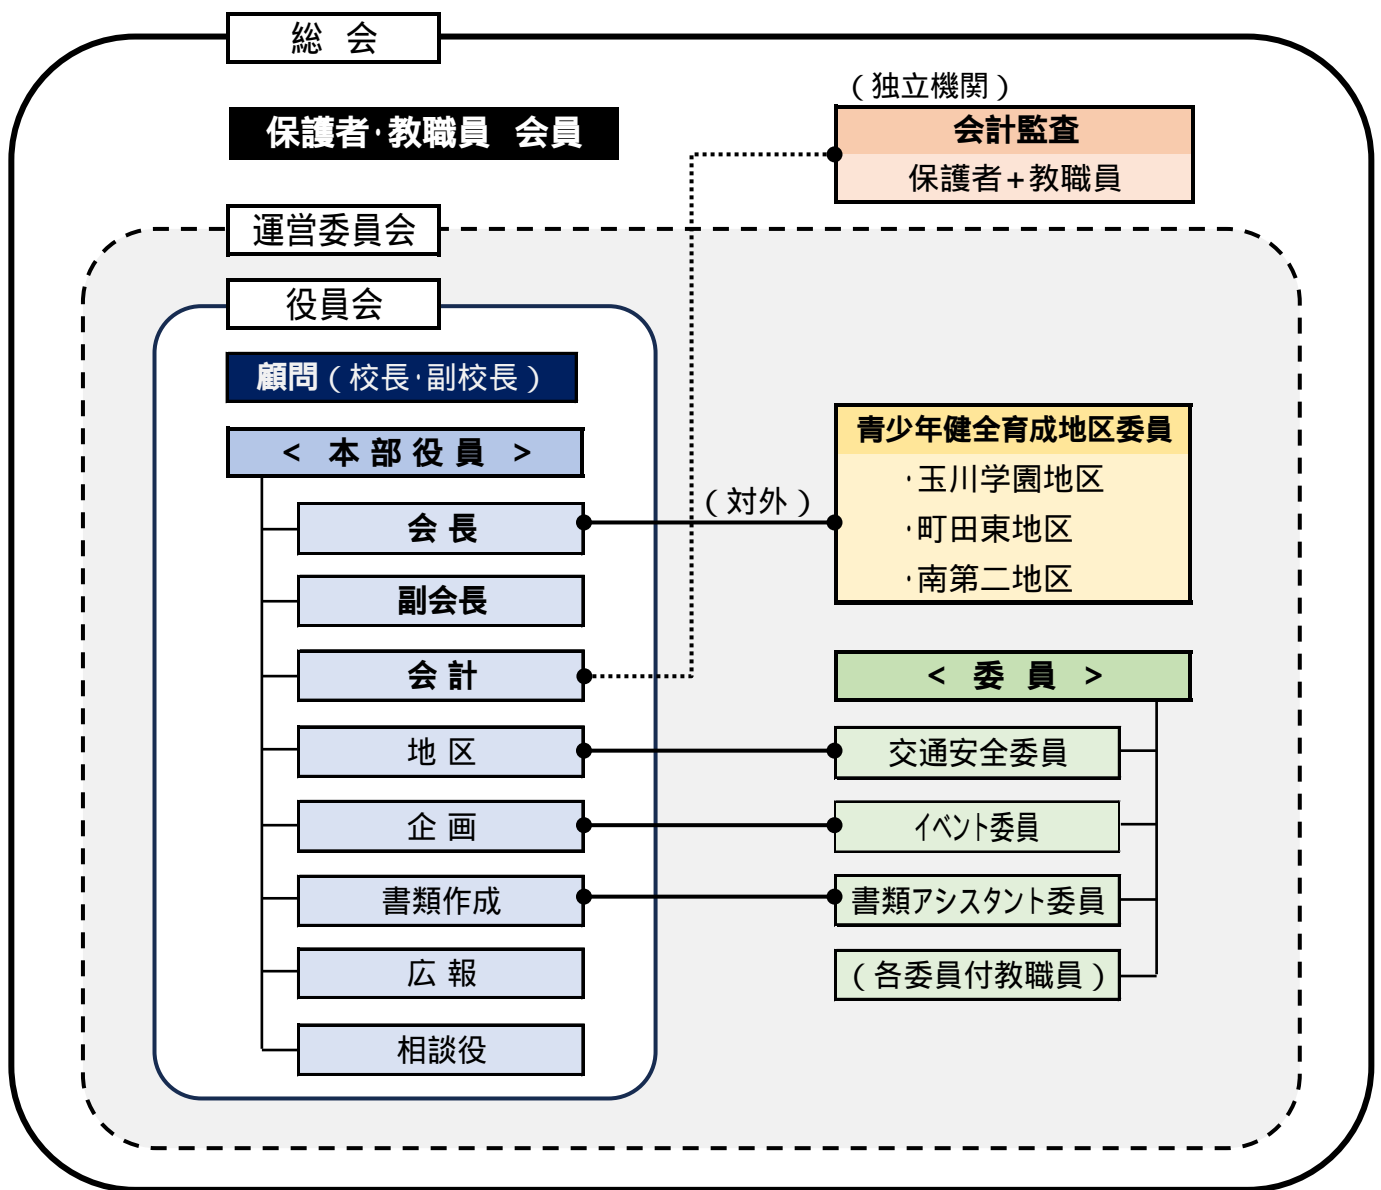 総 会
（独立機関）
保護者・教職員 会員
会計監査
保護者＋教職員
運営委員会
役員会
顧問（校長・副校長）
＜ 本 部 役 員 ＞
会 長
副会長
会 計
地 区
企 画
書類作成
広 報
相談役
（対外）
青少年健全育成地区委員
・玉川学園地区
・町田東地区
・南第二地区
＜ 委 員 ＞
交通安全委員
イベント委員
書類アシスタント委員
（各委員付教職員）